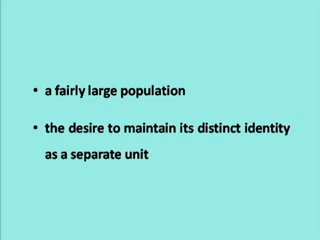 • a fairly large population
• the desire to maintain its distinct identity
as a separate unit